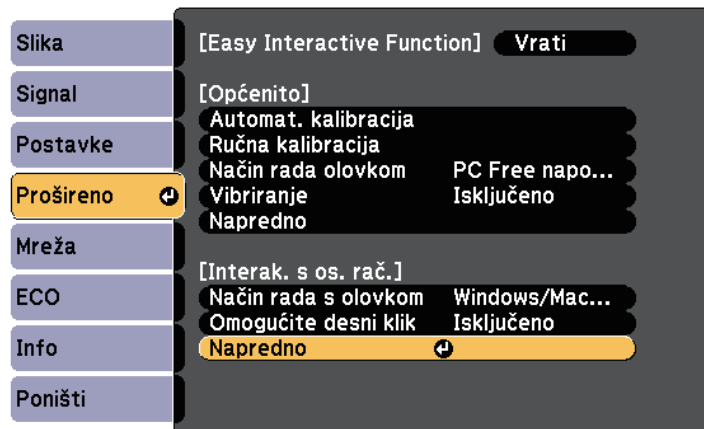 Slika
Signal
Postavke
Prošireno
Mreža
ECO
Info
Poništi
[Easy Interactive Function] Vrati
[Općenito]
Automat. kalibracija
Ručna kalibracija
Način rada olovkom PC Free napo...
Vibriranje Isključeno
Napredno
[Interak. s os. rač.]
Način rada s olovkom Windows/Mac...
Omogućite desni klik Isključeno
Napredno